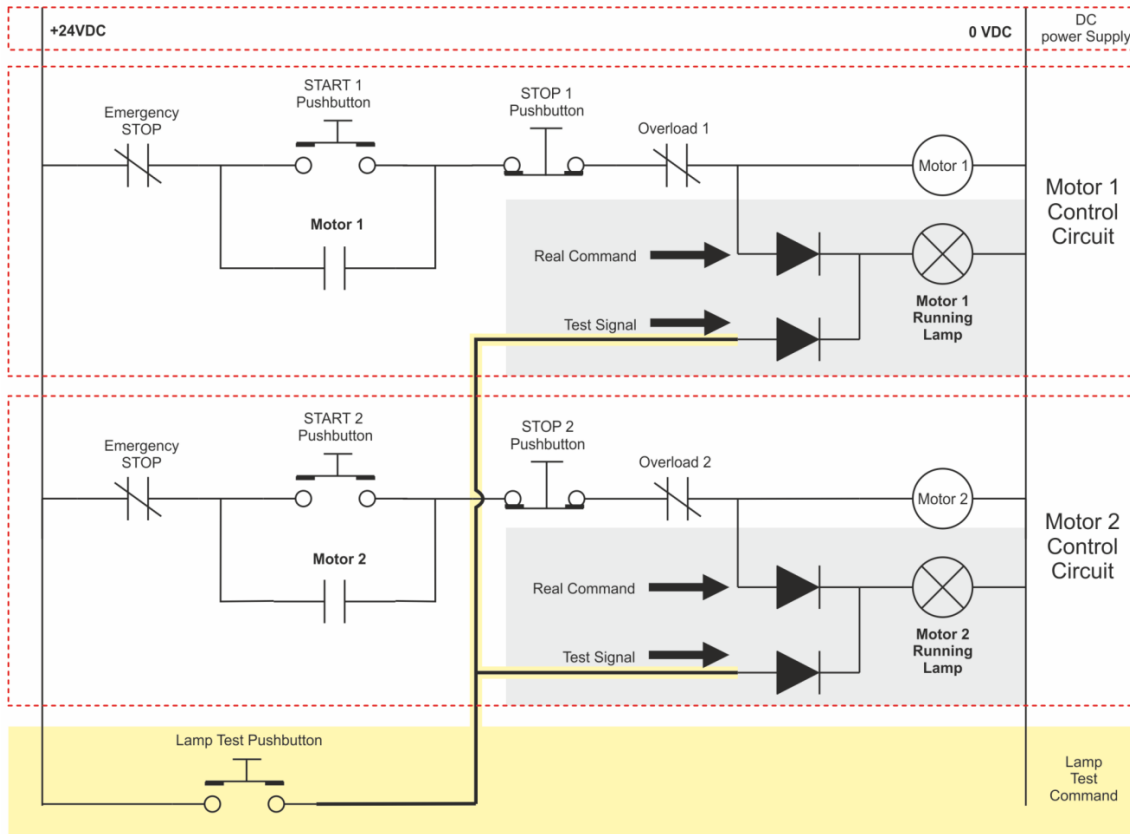 +24VDC
0 VDC
DC
power Supply
START 1
Pushbutton
STOP 1
Pushbutton
Emergency
STOP
Overload 1
Motor 1
Motor 1
Control
Circuit
Motor 1
Real Command
Motor 1
Running
Lamp
Test Signal
START 2
Pushbutton
STOP 2
Pushbutton
Emergency
STOP
Overload 2
Motor 2
Motor 2
Control
Circuit
Motor 2
Real Command
Motor 2
Running
Lamp
Test Signal
Lamp Test Pushbutton
Lamp
Test
Command